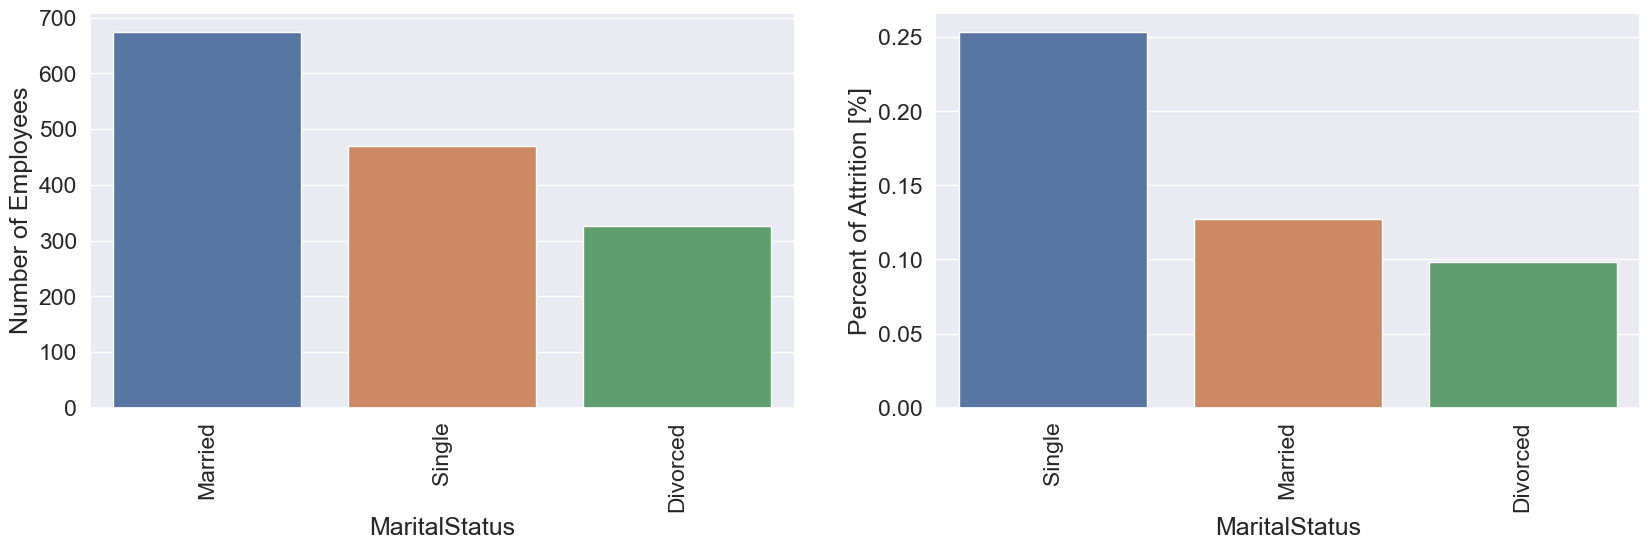 700
600
500
400
300
200
100
0
Number of Employees
Married
Single
Divorced
MaritalStatus
0.25
0.20
0.15
0.10
0.05
0.00
Percent of Attrition [%]
Single
Married
Divorced
MaritalStatus